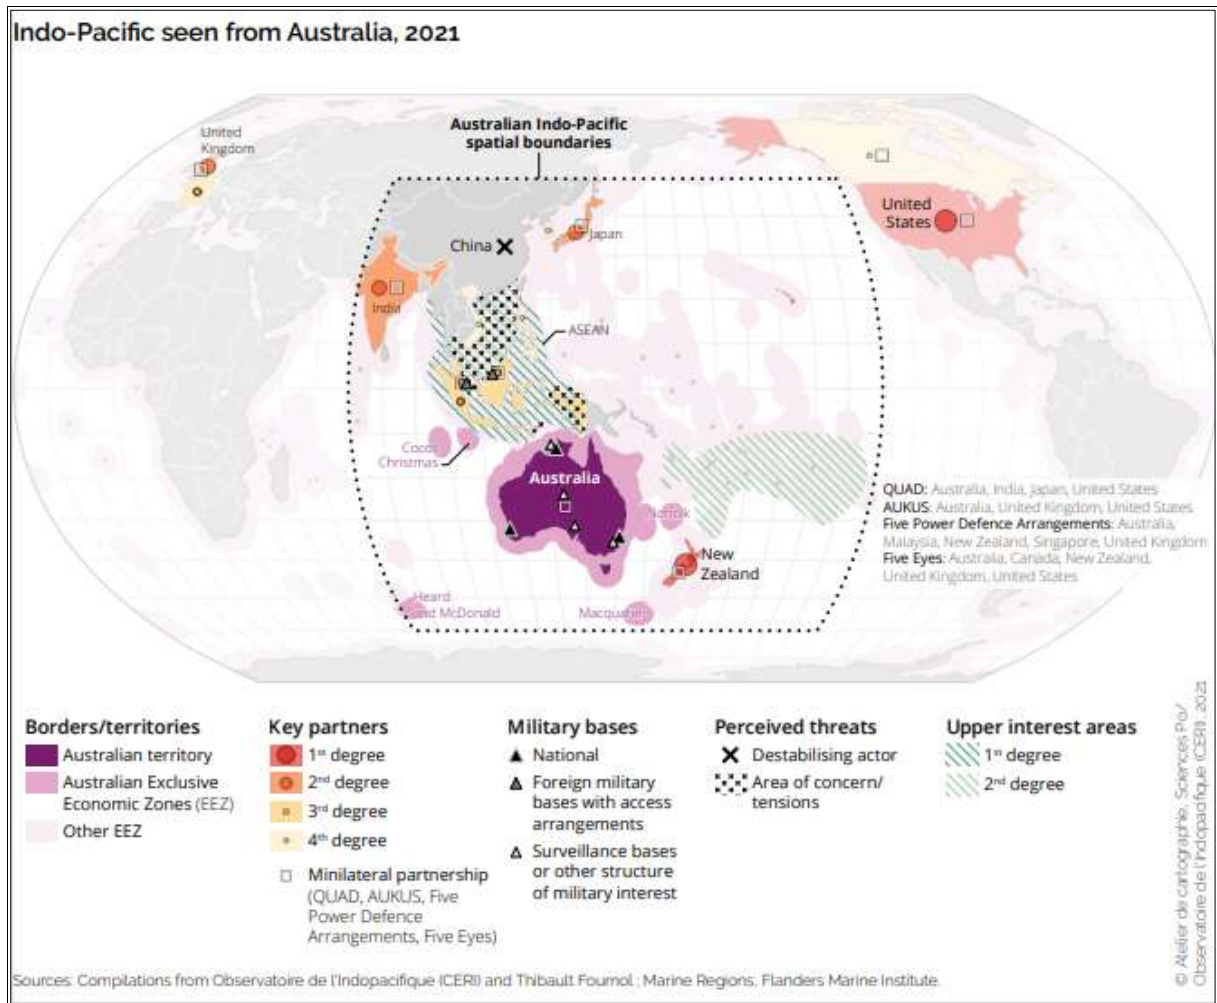 Indo-Pacific seen from Australia, 2021
United
Kingdom
Australian Indo-Pacific
spatial boundaries
United
States
China
Japan
India
ASEAN
Cocos
Christmas
Australia
Norfolk
New
Zealand
Heard
and McDonald
Macquarie
QUAD: Australia, India, Japan, United States
AUKUS: Australia, United Kingdom, United States
Five Power Defence Arrangements: Australia,
Malaysia, New Zealand, Singapore, United Kingdom
Five Eyes: Australia, Canada, New Zealand,
United Kingdom, United States
Borders/territories
Australian territory
Australian Exclusive
Economic Zones (EEZ)
Other EEZ
Key partners
1st degree
2nd degree
3rd degree
4th degree
Minilateral partnership
(QUAD, AUKUS, Five
Power Defence
Arrangements, Five Eyes)
Military bases
National
Foreign military
bases with access
arrangements
Surveillance bases
or other structure
of military interest
Perceived threats
Destabilising actor
Area of concern/
tensions
Upper interest areas
1st degree
2nd degree
© Atelier de cartographie, Sciences Po/
Observatoire de l'Indopacifique (CERI), 2021
Sources: Compilations from Observatoire de l'Indopacifique (CERI) and Thibault Fournol ; Marine Regions, Flanders Marine Institute.